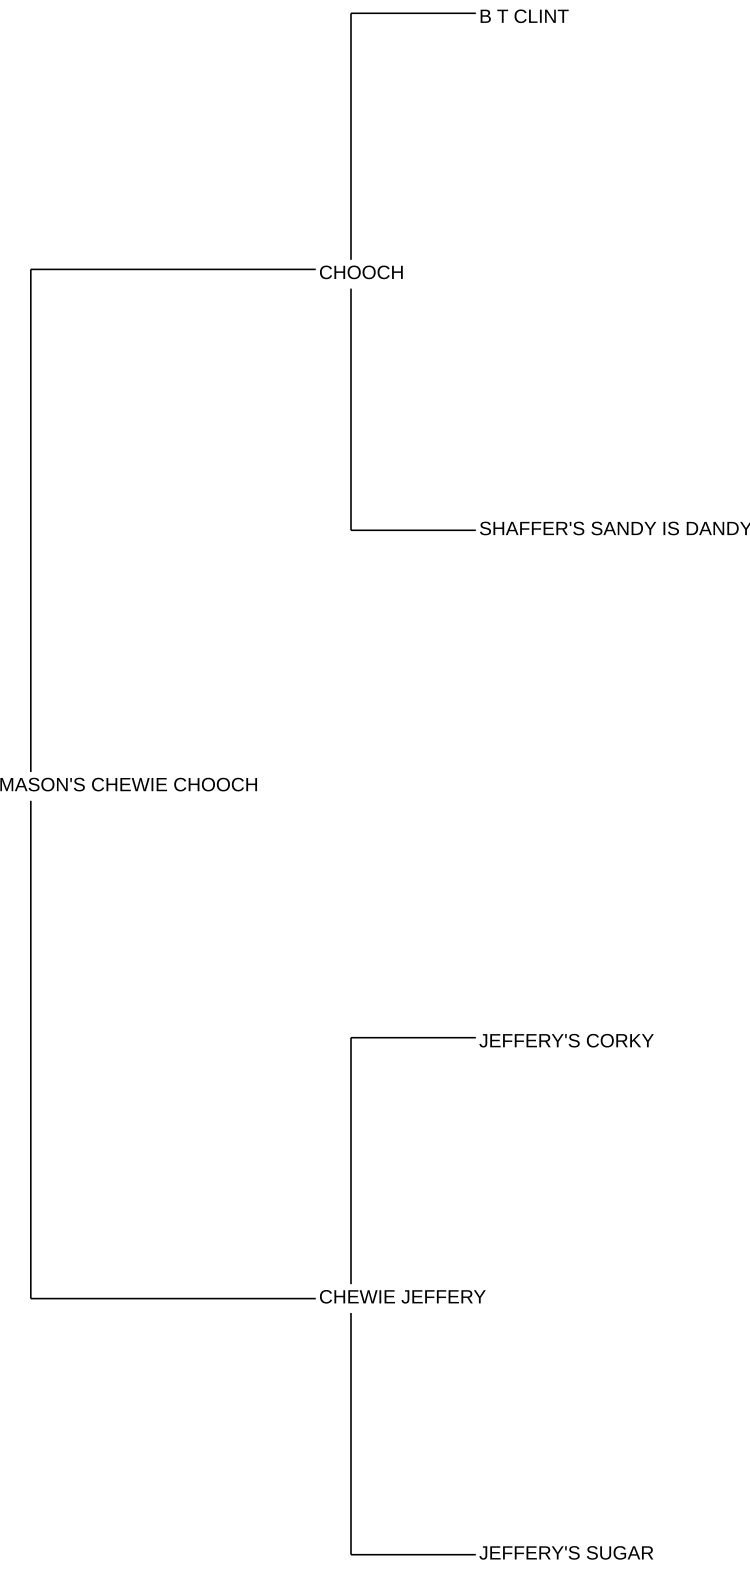 B T CLINT
CHOOCH
SHAFFER'S SANDY IS DANDY
MASON'S CHEWIE CHOOCH
JEFFERY'S CORKY
CHEWIE JEFFERY
JEFFERY'S SUGAR